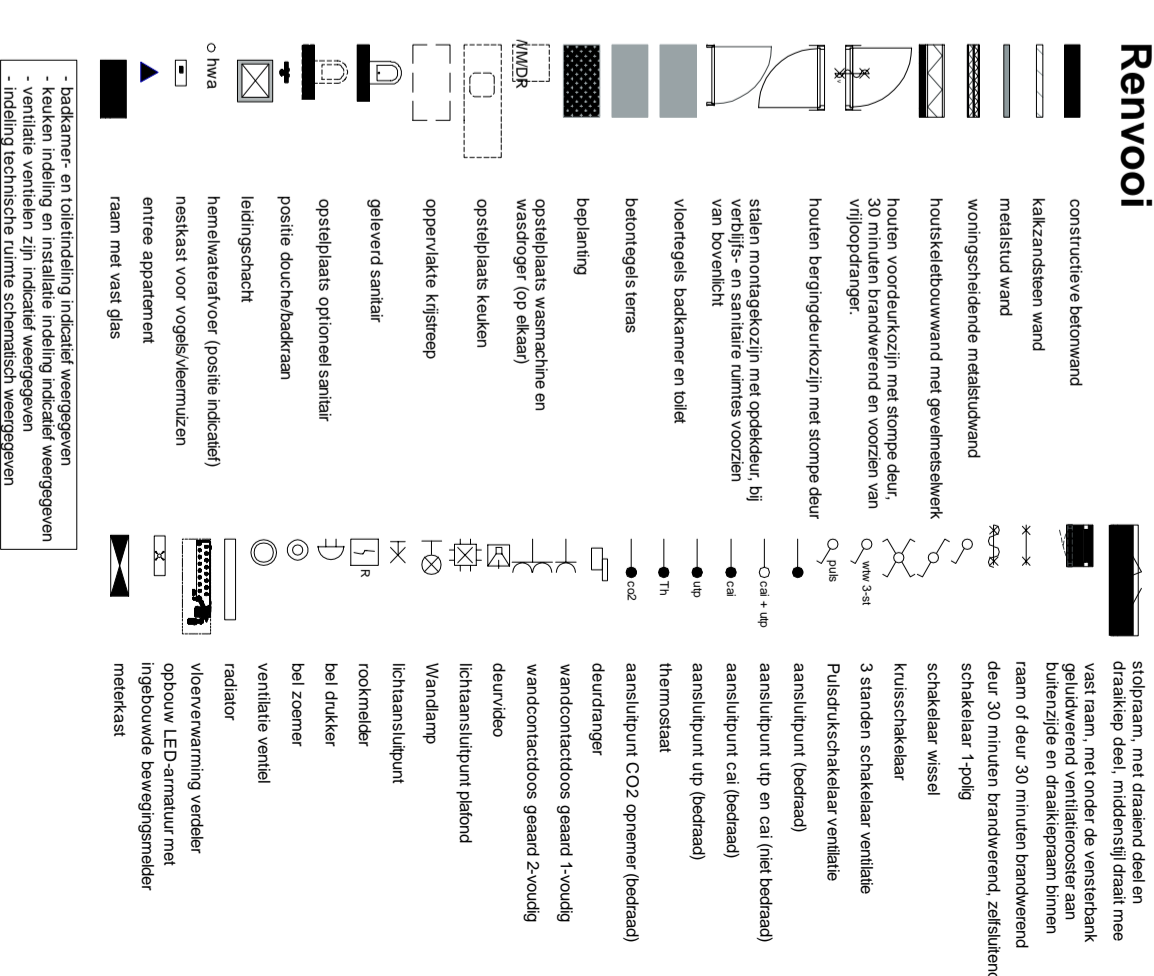 Renvooi
constructieve betonwand
kalkzandsteen wand
metalstud wand
woningscheidende metalstudwand
houtskeletbouwwand met gevelmetselwerk
houten voordeurkozijn met stompe deur,
30 minuten brandwerend en voorzien van
vrijloopdranger.
houten bergingdeurkozijn met stompe deur
stalen montagekozijn met opdekdeur, bij
verblijfs- en sanitaire ruimtes voorzien
van bovenlicht
vloertegels badkamer en toilet
betontegels terras
beplanting
WM/DR
opstelplaats wasmachine en
wasdroger (op elkaar)
opstelplaats keuken
oppervlakte krijstreep
geleverd sanitair
opstelplaats optioneel sanitair
positie douche/badkraan
leidingschacht
hwa
hemelwaterafvoer (positie indicatief)
nestkast voor vogels/vleermuizen
entree appartement
raam met vast glas
- badkamer- en toiletindeling indicatief weergegeven
- keuken indeling en installatie indeling indicatief weergegeven
- ventilatie ventielen zijn indicatief weergegeven
- indeling technische ruimte schematisch weergegeven
stolpraam, met draaiend deel en
draaikiep deel, middenstijl draait mee
vast raam, met onder de vensterbank
geluidwerend ventilatierooster aan
buitenzijde en draaikiepraam binnen
raam of deur 30 minuten brandwerend
deur 30 minuten brandwerend, zelfsluitend
schakelaar 1-polig
schakelaar wissel
kruisschakelaar
wtw 3-st
3 standen schakelaar ventilatie
puls
Pulsdrukschakelaar ventilatie
aansluitpunt (bedraad)
cai + utp
aansluitpunt utp en cai (niet bedraad)
cai
aansluitpunt cai (bedraad)
utp
aansluitpunt utp (bedraad)
Th
thermostaat
co2
aansluitpunt CO2 opnemer (bedraad)
deurdranger
wandcontactdoos geaard 1-voudig
wandcontactdoos geaard 2-voudig
deurvideo
lichtaansluitpunt plafond
Wandlamp
lichtaansluitpunt
R
rookmelder
bel drukker
bel zoemer
ventilatie ventiel
radiator
vloerverwarming verdeler
opbouw LED-armatuur met
ingebouwde bewegingsmelder
meterkast